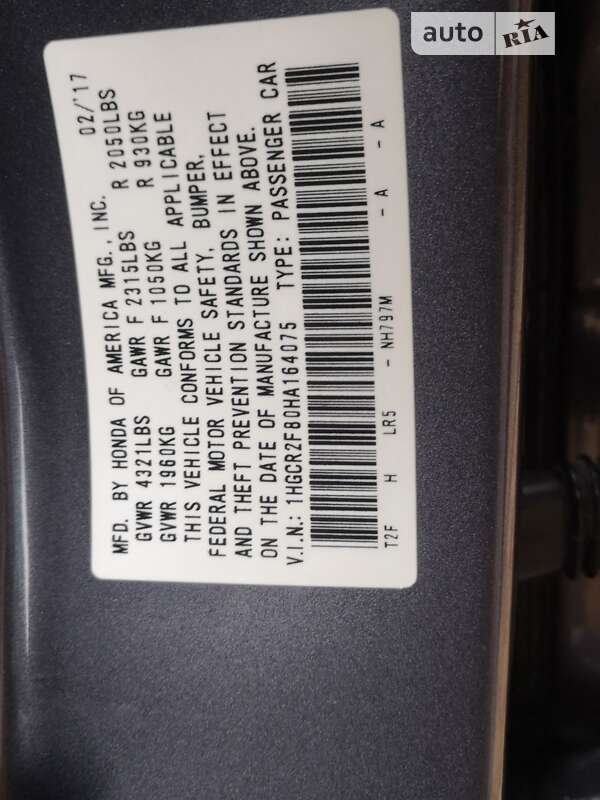 auto RIA
MFD. BY HONDA OF AMERICA MFG., INC. 02/'17
GVWR 4321LBS GAWR F 2315LBS R 2050LBS
GVWR 1960KG GAWR F 1050KG R 930KG
THIS VEHICLE CONFORMS TO ALL APPLICABLE
FEDERAL MOTOR VEHICLE SAFETY, BUMPER,
AND THEFT PREVENTION STANDARDS IN EFFECT
ON THE DATE OF MANUFACTURE SHOWN ABOVE.
V.I.N.: 1HGCR2F80HA164075 TYPE: PASSENGER CAR
T2F H LR5 - NH797M - A - A